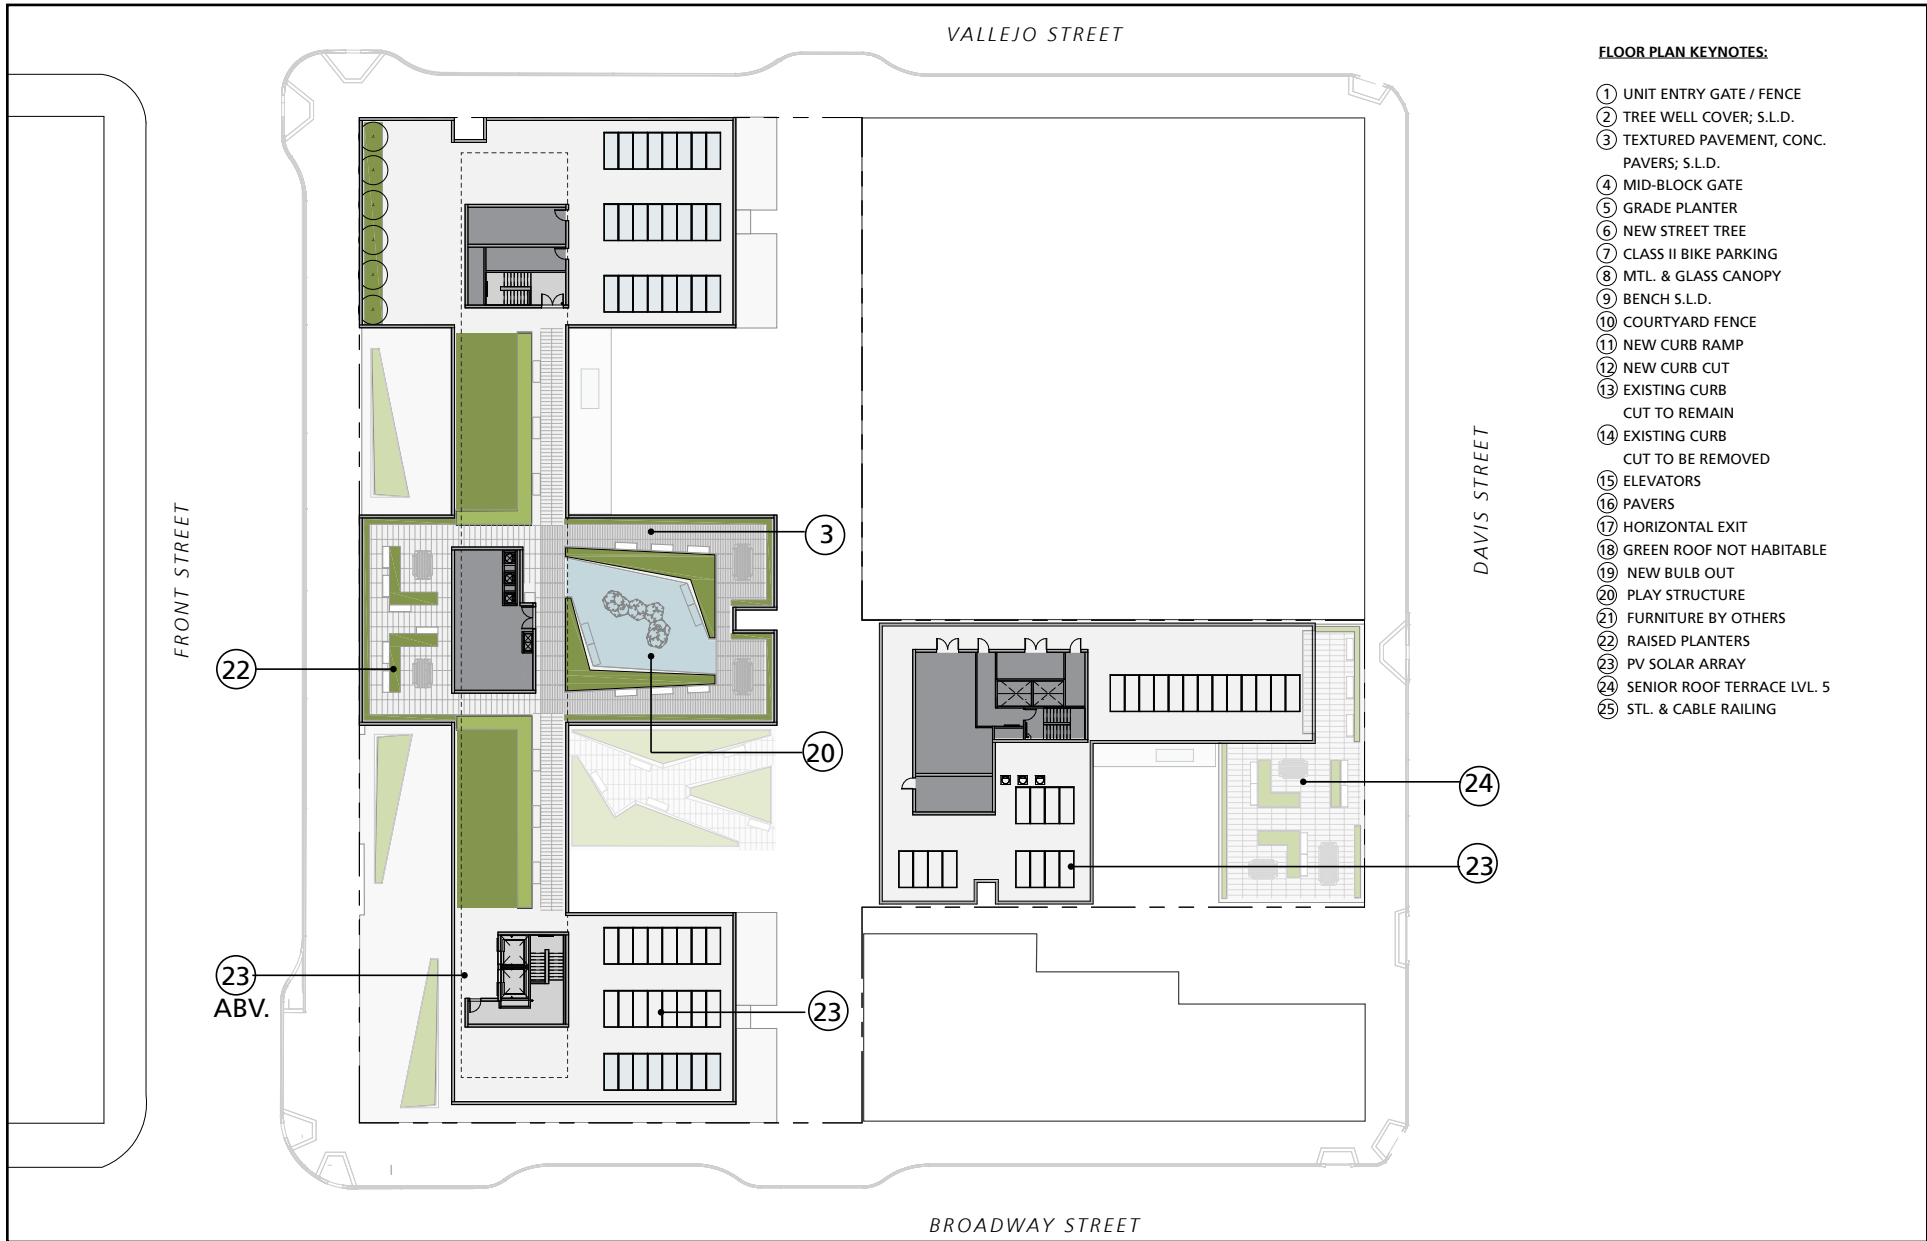 VALLEJO STREET
FLOOR PLAN KEYNOTES:
1 UNIT ENTRY GATE / FENCE
2 TREE WELL COVER; S.L.D.
3 TEXTURED PAVEMENT, CONC.
PAVERS; S.L.D.
4 MID-BLOCK GATE
5 GRADE PLANTER
6 NEW STREET TREE
7 CLASS II BIKE PARKING
8 MTL. & GLASS CANOPY
9 BENCH S.L.D.
10 COURTYARD FENCE
11 NEW CURB RAMP
12 NEW CURB CUT
13 EXISTING CURB
CUT TO REMAIN
14 EXISTING CURB
CUT TO BE REMOVED
15 ELEVATORS
16 PAVERS
17 HORIZONTAL EXIT
18 GREEN ROOF NOT HABITABLE
19 NEW BULB OUT
20 PLAY STRUCTURE
21 FURNITURE BY OTHERS
22 RAISED PLANTERS
23 PV SOLAR ARRAY
24 SENIOR ROOF TERRACE LVL. 5
25 STL. & CABLE RAILING
FRONT STREET
DAVIS STREET
3
22
20
24
23
23
ABV.
23
BROADWAY STREET